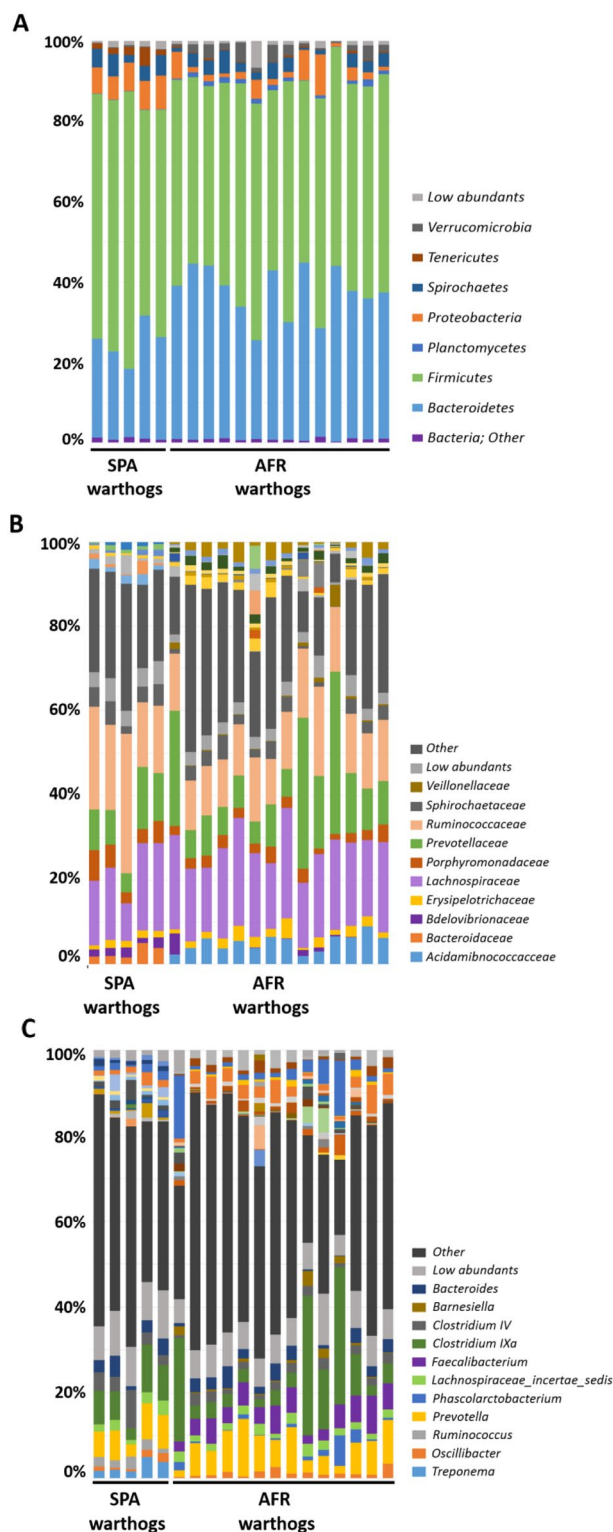 A
100%
80%
60%
40%
20%
0%
Low abundants
Verrucomicrobia
Tenericutes
Spirochaetes
Proteobacteria
Planctomycetes
Firmicutes
Bacteroidetes
Bacteria; Other
SPA
warthogs
AFR
warthogs
B
100%
80%
60%
40%
20%
0%
Other
Low abundants
Veillonellaceae
Sphirochaetaceae
Ruminococcaceae
Prevotellaceae
Porphyromonadaceae
Lachnospiraceae
Erysipelotrichaceae
Bdelovibrionaceae
Bacteroidaceae
Acidamibnococcaceae
SPA
warthogs
AFR
warthogs
C
100%
80%
60%
40%
20%
0%
Other
Low abundants
Bacteroides
Barnesiella
Clostridium IV
Clostridium IXa
Faecalibacterium
Lachnospiraceae_incertae_sedis
Phascolarctobacterium
Prevotella
Ruminococcus
Oscillibacter
Treponema
SPA
warthogs
AFR
warthogs